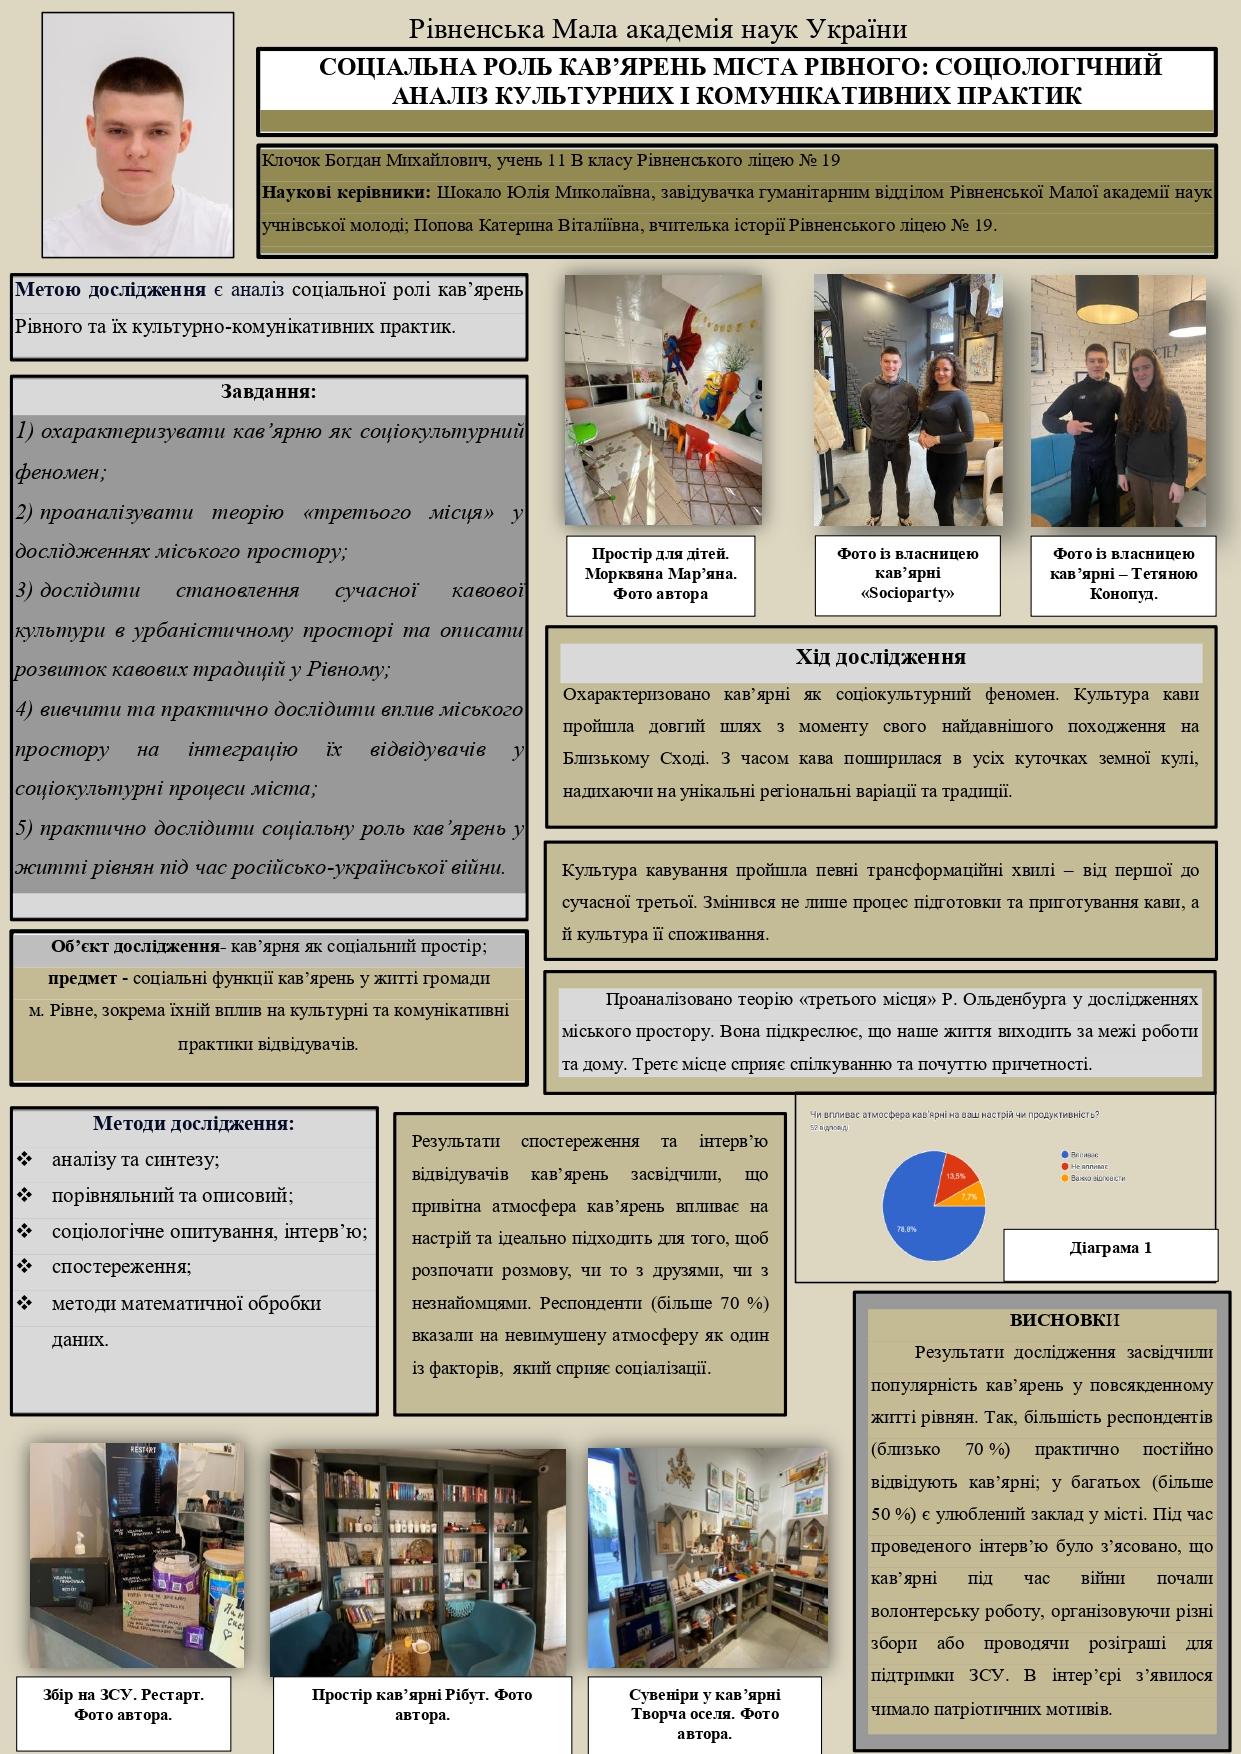 Рівненська Мала академія наук України
СОЦІАЛЬНА РОЛЬ КАВ’ЯРЕНЬ МІСТА РІВНОГО: СОЦІОЛОГІЧНИЙ
АНАЛІЗ КУЛЬТУРНИХ І КОМУНІКАТИВНИХ ПРАКТИК
Клочок Богдан Михайлович, учень 11 В класу Рівненського ліцею № 19
Наукові керівники: Шокало Юлія Миколаївна, завідувачка гуманітарним відділом Рівненської Малої академії наук
учнівської молоді; Попова Катерина Віталіївна, вчителька історії Рівненського ліцею № 19.
Метою дослідження є аналіз соціальної ролі кав’ярень
Рівного та їх культурно-комунікативних практик.
Завдання:
1) охарактеризувати кав’ярню як соціокультурний
феномен;
2) проаналізувати теорію «третього місця» у
дослідженнях міського простору;
3) дослідити становлення сучасної кавової
культури в урбаністичному просторі та описати
розвиток кавових традицій у Рівному;
4) вивчити та практично дослідити вплив міського
простору на інтеграцію їх відвідувачів у
соціокультурні процеси міста;
5) практично дослідити соціальну роль кав’ярень у
житті рівнян під час російсько-української війни.
Об’єкт дослідження- кав’ярня як соціальний простір;
предмет - соціальні функції кав’ярень у житті громади
м. Рівне, зокрема їхній вплив на культурні та комунікативні
практики відвідувачів.
Простір для дітей.
Морквяна Мар’яна.
Фото автора
Фото із власницею
кав’ярні
«Socioparty»
Фото із власницею
кав’ярні – Тетяною
Конопуд.
Хід дослідження
Охарактеризовано кав’ярні як соціокультурний феномен. Культура кави
пройшла довгий шлях з моменту свого найдавнішого походження на
Близькому Сході. З часом кава поширилася в усіх куточках земної кулі,
надихаючи на унікальні регіональні варіації та традиції.
Культура кавування пройшла певні трансформаційні хвилі – від першої до
сучасної третьої. Змінився не лише процес підготовки та приготування кави, а
й культура її споживання.
Проаналізовано теорію «третього місця» Р. Ольденбурга у дослідженнях
міського простору. Вона підкреслює, що наше життя виходить за межі роботи
та дому. Третє місце сприяє спілкуванню та почуттю причетності.
Методи дослідження:
❖ аналізу та синтезу;
❖ порівняльний та описовий;
❖ соціологічне опитування, інтерв’ю;
❖ спостереження;
❖ методи математичної обробки
даних.
Результати спостереження та інтерв’ю
відвідувачів кав’ярень засвідчили, що
привітна атмосфера кав’ярень впливає на
настрій та ідеально підходить для того, щоб
розпочати розмову, чи то з друзями, чи з
незнайомцями. Респонденти (більше 70 %)
вказали на невимушену атмосферу як один
із факторів, який сприяє соціалізації.
Чи впливає атмосфера кав'ярні на ваш настрій чи продуктивність?
52 відповіді
Впливає
Не впливає
Важко відповісти
13,5%
7,7%
78,8%
Діаграма 1
ВИСНОВКИ
Результати дослідження засвідчили
популярність кав’ярень у повсякденному
житті рівнян. Так, більшість респондентів
(близько 70 %) практично постійно
відвідують кав’ярні; у багатьох (більше
50 %) є улюблений заклад у місті. Під час
проведеного інтерв’ю було з’ясовано, що
кав’ярні під час війни почали
волонтерську роботу, організовуючи різні
збори або проводячи розіграші для
підтримки ЗСУ. В інтер’єрі з’явилося
чимало патріотичних мотивів.
RESTART
Збір на ЗСУ. Рестарт.
Фото автора.
Простір кав’ярні Рібут. Фото
автора.
Сувеніри у кав’ярні
Творча оселя. Фото
автора.